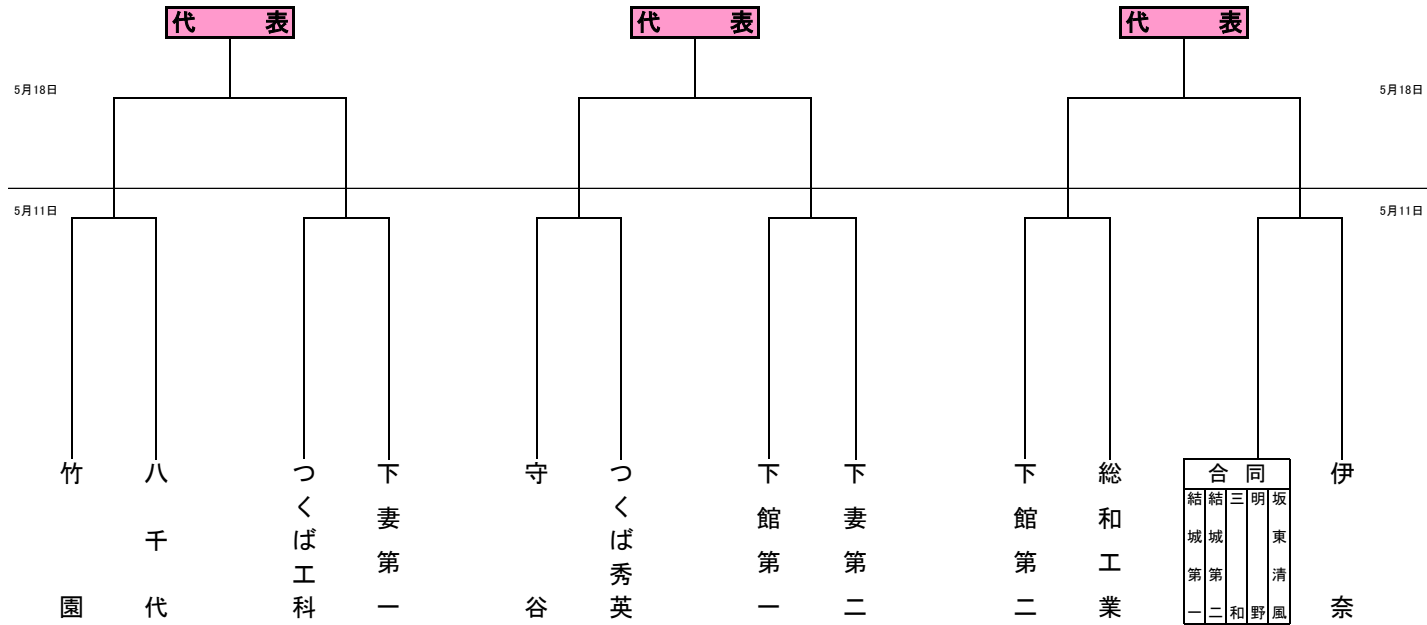 代　表
代　表
代　表
5月18日
5月18日
5月11日
5月11日
竹園
八千代
つくば工科
下妻第一
守谷
つくば秀英
下館第一
下妻第二
下館第二
総和工業
合同
結城第一
結城第二
三和
明野
坂東清風
伊奈